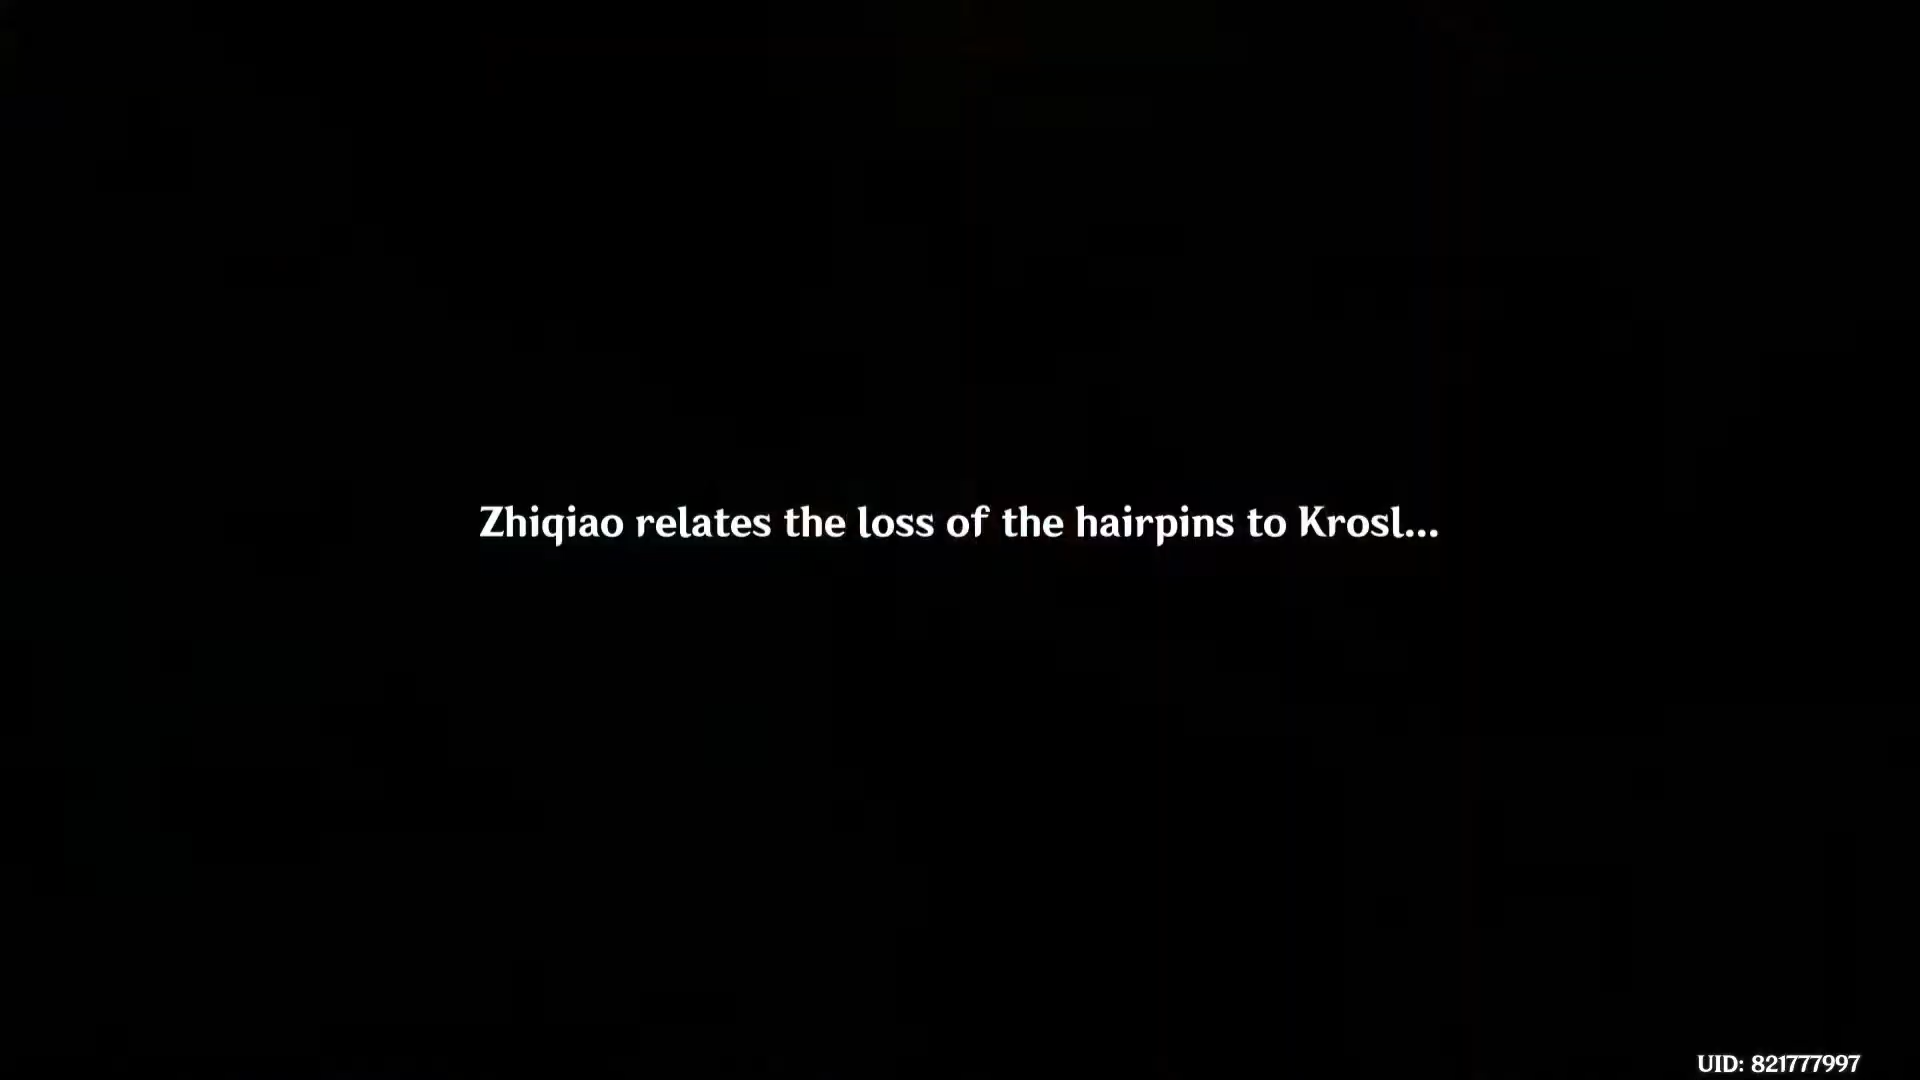 Zhiqiao relates the loss of the hairpins to Krosl...
UID: 821777997